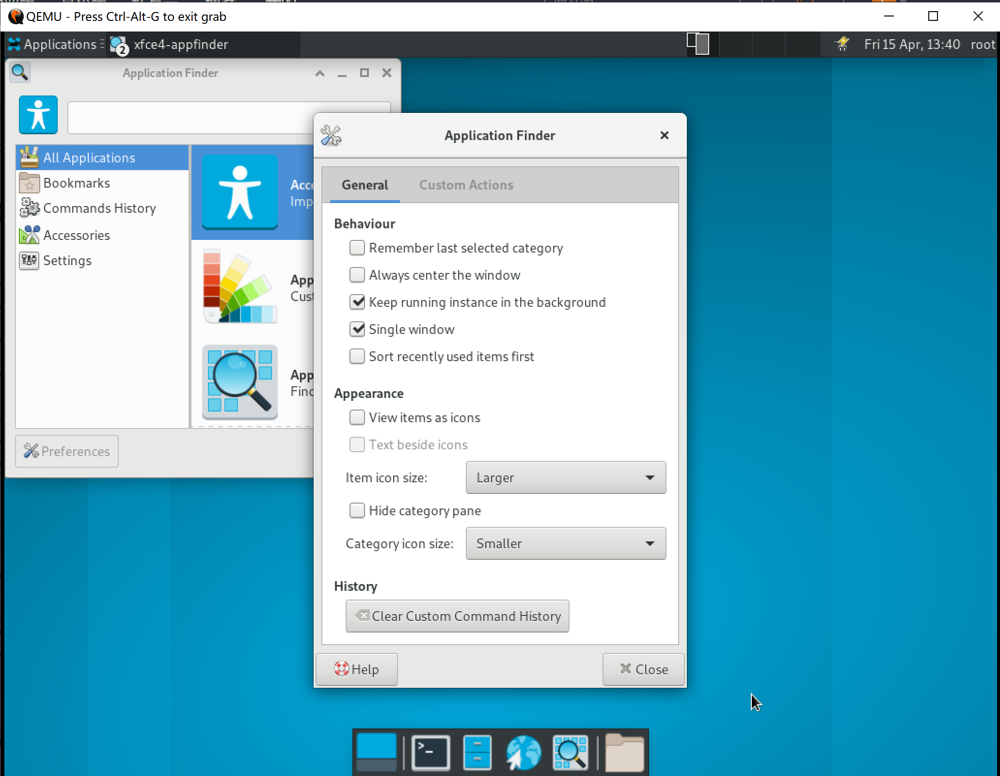 QEMU - Press Ctrl-Alt-G to exit grab
Applications
2
xfce4-appfinder
Fri 15 Apr, 13:40
root
Application Finder
All Applications
Bookmarks
Commands History
Accessories
Settings
Acce
Imp
App
Cust
App
Find
Preferences
Application Finder
General
Custom Actions
Behaviour
Remember last selected category
Always center the window
Keep running instance in the background
Single window
Sort recently used items first
Appearance
View items as icons
Text beside icons
Item icon size:
Larger
Hide category pane
Category icon size:
Smaller
History
Clear Custom Command History
Help
Close